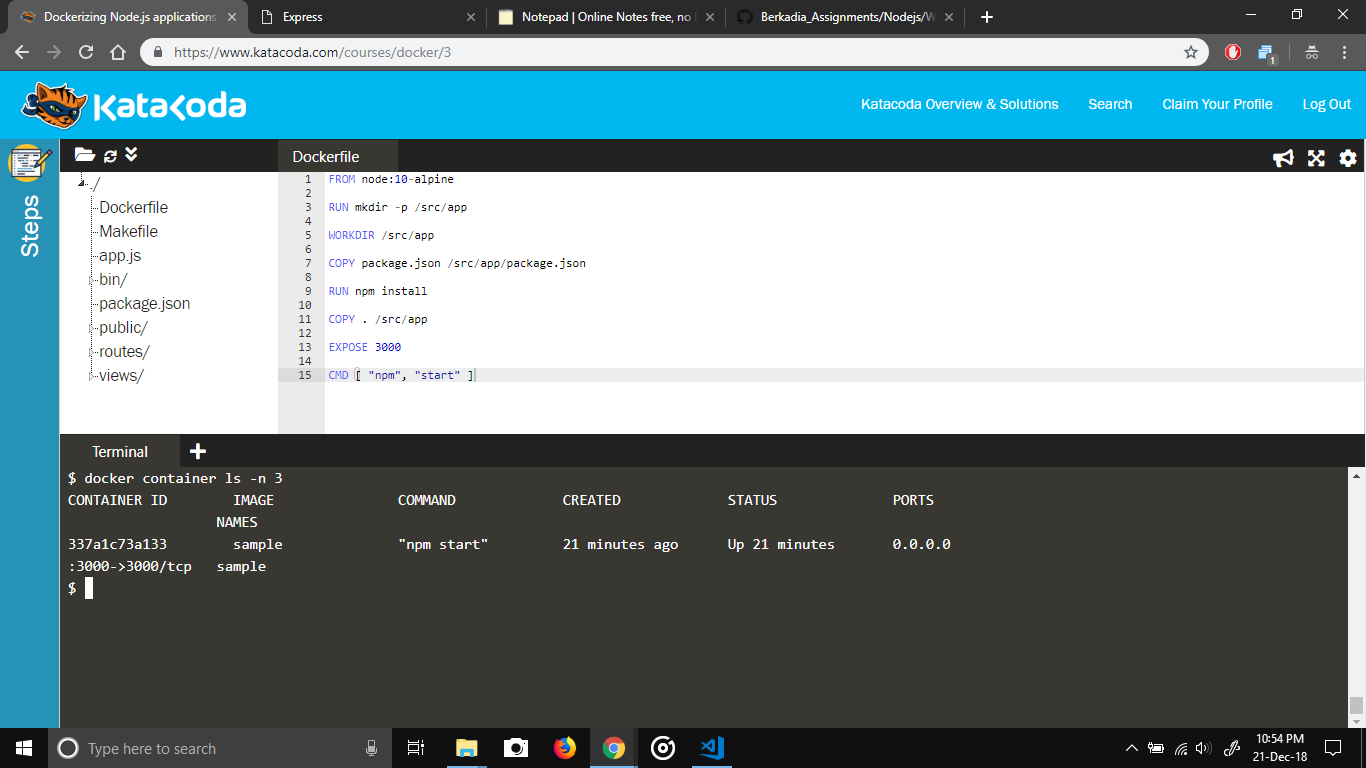 Dockerizing Node.js applications
Express
Notepad | Online Notes free, no
Berkadia_Assignments/Nodejs/W
https://www.katacoda.com/courses/docker/3
1
KataKoda
Katacoda Overview & Solutions
Search
Claim Your Profile
Log Out
Steps
./
Dockerfile
Makefile
app.js
bin/
package.json
public/
routes/
views/
Dockerfile
1 FROM node:10-alpine
2
3 RUN mkdir -p /src/app
4
5 WORKDIR /src/app
6
7 COPY package.json /src/app/package.json
8
9 RUN npm install
10
11 COPY . /src/app
12
13 EXPOSE 3000
14
15 CMD [ "npm", "start" ]
Terminal
$ docker container ls -n 3
CONTAINER ID IMAGE COMMAND CREATED STATUS PORTS
NAMES
337a1c73a133 sample "npm start" 21 minutes ago Up 21 minutes 0.0.0.0
:3000->3000/tcp sample
$
Type here to search
10:54 PM
21-Dec-18